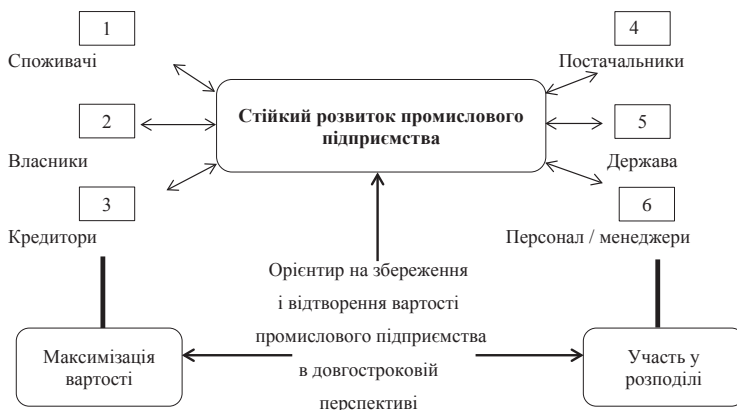 1
Споживачі
2
Власники
3
Кредитори
Стійкий розвиток промислового
підприємства
4
Постачальники
5
Держава
6
Персонал / менеджери
Орієнтир на збереження
і відтворення вартості
промислового підприємства
в довгостроковій
перспективі
Максимізація
вартості
Участь у
розподілі